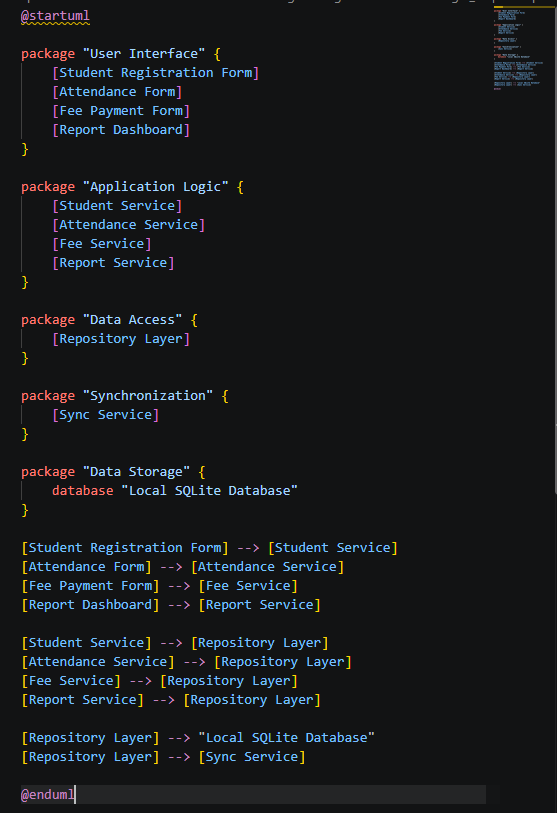 @startuml
package "User Interface" {
[Student Registration Form]
[Attendance Form]
[Fee Payment Form]
[Report Dashboard]
}
package "Application Logic" {
[Student Service]
[Attendance Service]
[Fee Service]
[Report Service]
}
package "Data Access" {
[Repository Layer]
}
package "Synchronization" {
[Sync Service]
}
package "Data Storage" {
database "Local SQLite Database"
}
[Student Registration Form] --> [Student Service]
[Attendance Form] --> [Attendance Service]
[Fee Payment Form] --> [Fee Service]
[Report Dashboard] --> [Report Service]
[Student Service] --> [Repository Layer]
[Attendance Service] --> [Repository Layer]
[Fee Service] --> [Repository Layer]
[Report Service] --> [Repository Layer]
[Repository Layer] --> "Local SQLite Database"
[Repository Layer] --> [Sync Service]
@enduml